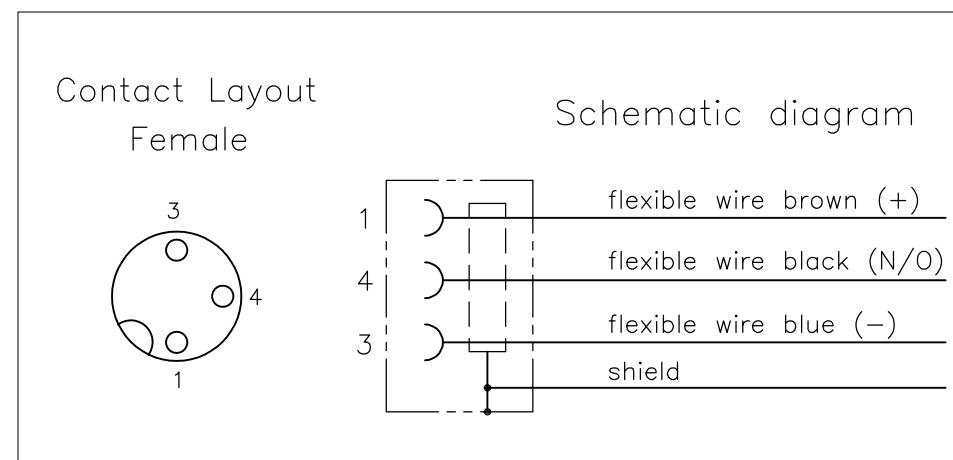 Contact Layout
Female
3
4
1
Schematic diagram
1 flexible wire brown (+)
4 flexible wire black (N/O)
3 flexible wire blue (−)
shield